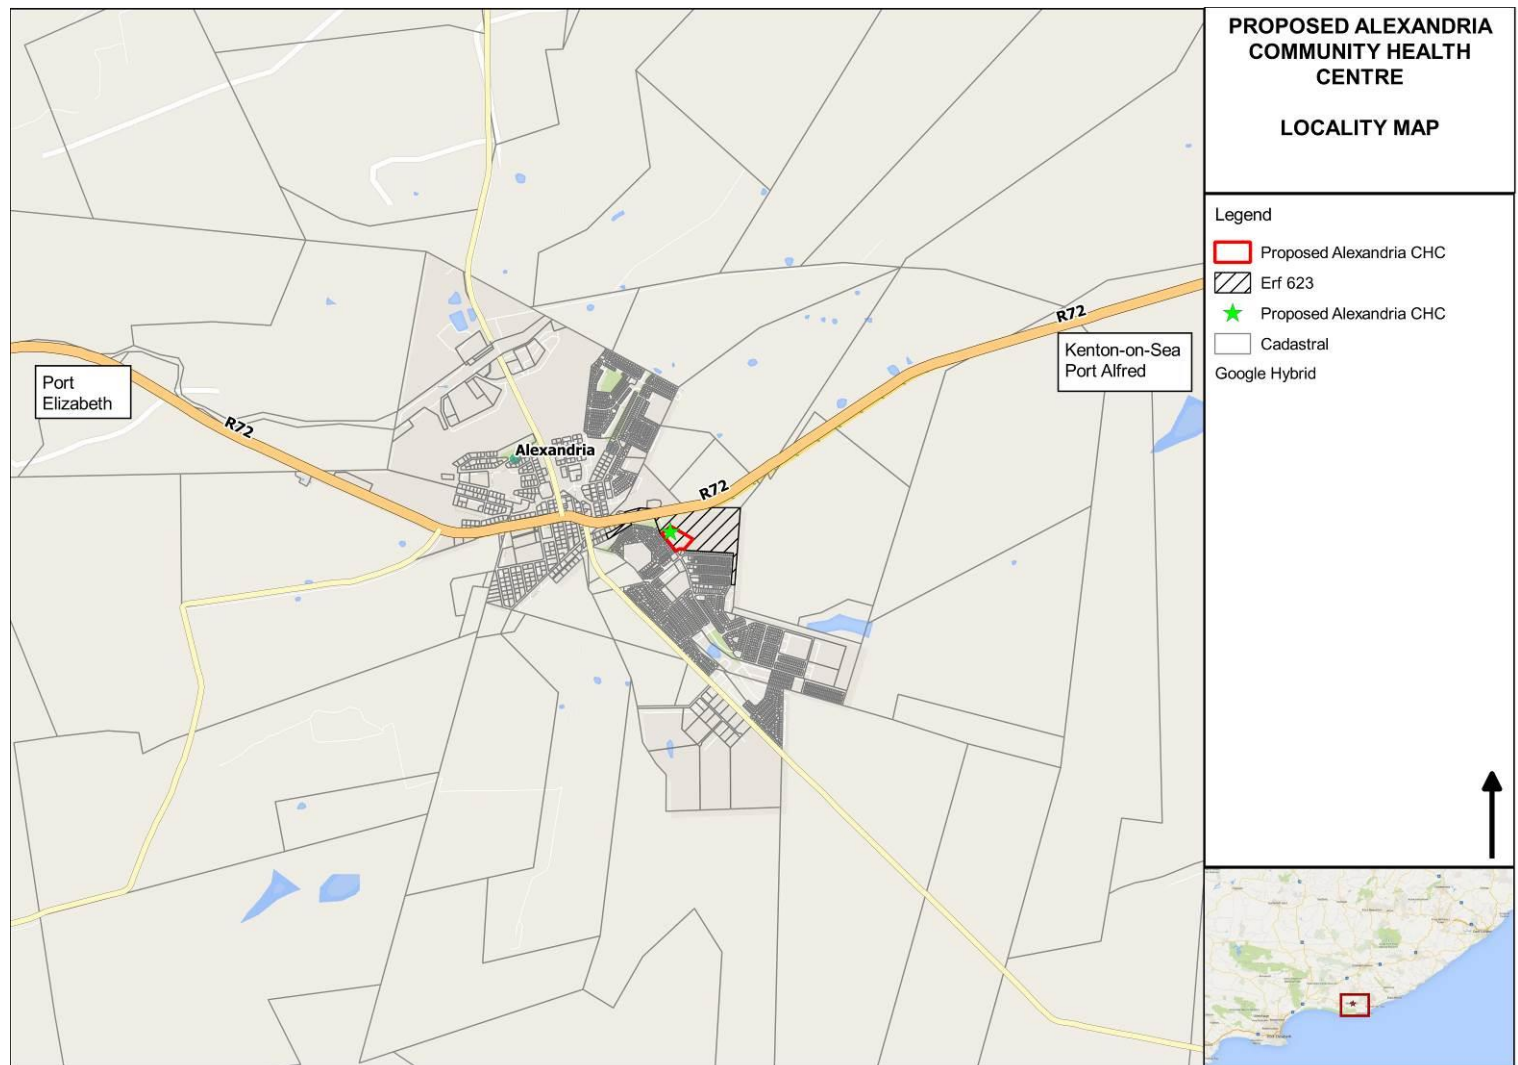 PROPOSED ALEXANDRIA
COMMUNITY HEALTH
CENTRE
LOCALITY MAP
Legend
Proposed Alexandria CHC
Erf 623
Proposed Alexandria CHC
Cadastral
Google Hybrid
R72
Kenton-on-Sea
Port Alfred
Port
Elizabeth
R72
Alexandria
R72